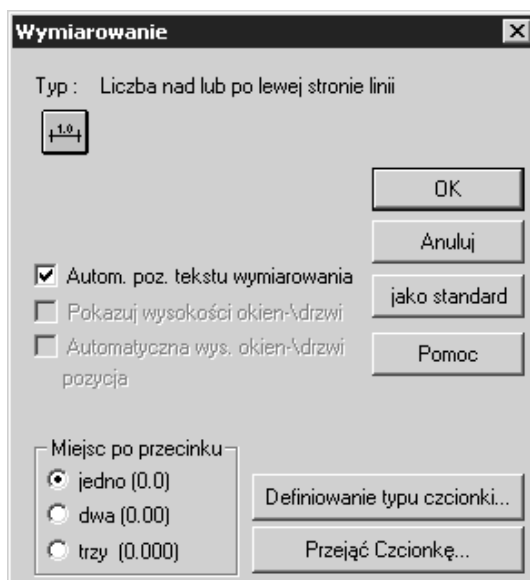 Wymiarowanie
Typ : Liczba nad lub po lewej stronie linii
1.0
OK
Anuluj
Autom. poz. tekstu wymiarowania
jako standard
Pokazuj wysokości okien-\drzwi
Automatyczna wys. okien-\drzwi
pozycja
Pomoc
Miejsc po przecinku
jedno (0.0)
dwa (0.00)
trzy (0.000)
Definiowanie typu czcionki...
Przejąć Czcionkę...